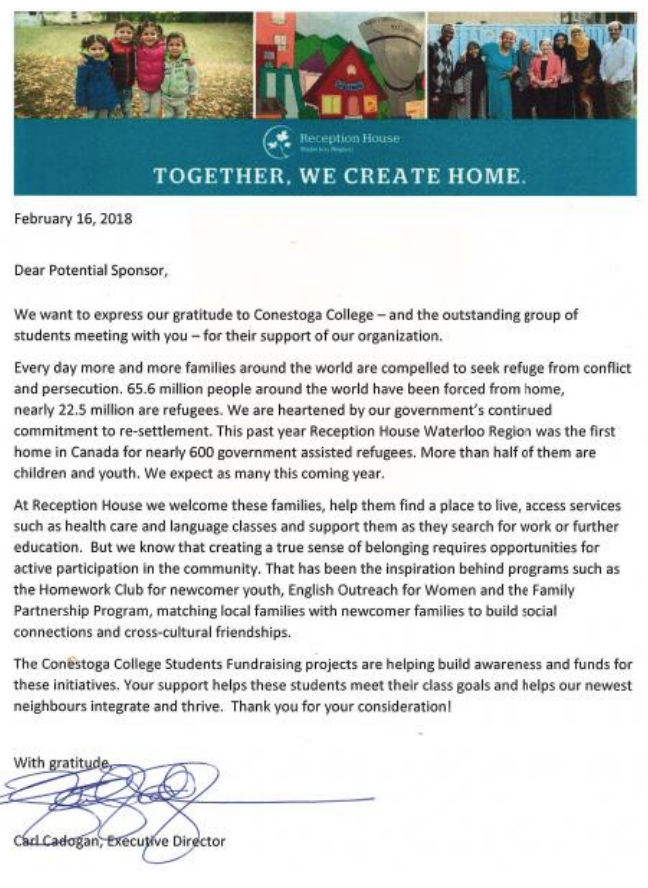 Reception House
Waterloo Region
TOGETHER, WE CREATE HOME.
February 16, 2018
Dear Potential Sponsor,
We want to express our gratitude to Conestoga College – and the outstanding group of
students meeting with you – for their support of our organization.
Every day more and more families around the world are compelled to seek refuge from conflict
and persecution. 65.6 million people around the world have been forced from home,
nearly 22.5 million are refugees. We are heartened by our government's continued
commitment to re-settlement. This past year Reception House Waterloo Region was the first
home in Canada for nearly 600 government assisted refugees. More than half of them are
children and youth. We expect as many this coming year.
At Reception House we welcome these families, help them find a place to live, access services
such as health care and language classes and support them as they search for work or further
education.  But we know that creating a true sense of belonging requires opportunities for
active participation in the community. That has been the inspiration behind programs such as
the Homework Club for newcomer youth, English Outreach for Women and the Family
Partnership Program, matching local families with newcomer families to build social
connections and cross-cultural friendships.
The Conestoga College Students Fundraising projects are helping build awareness and funds for
these initiatives. Your support helps these students meet their class goals and helps our newest
neighbours integrate and thrive.  Thank you for your consideration!
With gratitude,
Carl Cadogan, Executive Director